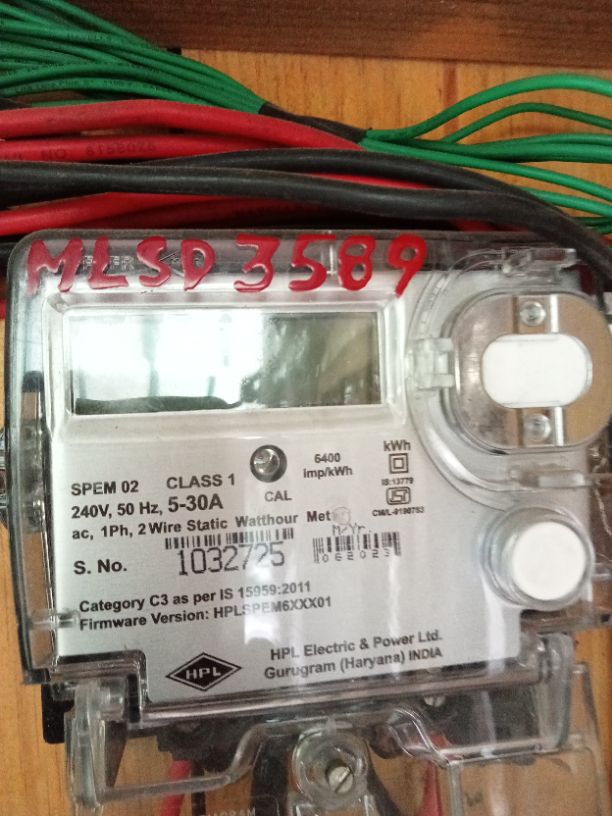 MLSD 3589
6400
imp/kWh
kWh
IS:13779
CM/L-9190753
CAL
SPEM 02 CLASS 1
240V, 50 Hz, 5-30A
ac, 1Ph, 2 Wire Static Watthour
M-Yr.
S. No. 1032725
062023
Category C3 as per IS 15959:2011
Firmware Version: HPLSPEM6XXX01
HPL
HPL Electric & Power Ltd.
Gurugram (Haryana) INDIA